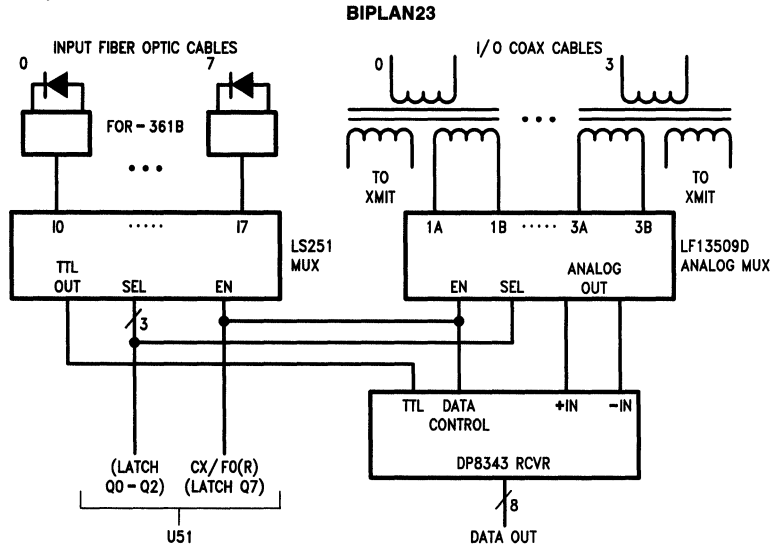 BIPLAN23
INPUT FIBER OPTIC CABLES
I/O COAX CABLES
0
7
0
3
FOR-361B
•••
•••
TO
XMIT
TO
XMIT
I0 ····· I7
1A 1B ····· 3A 3B
LS251
MUX
LF13509D
ANALOG MUX
TTL
OUT SEL EN
EN SEL
ANALOG
OUT
3
TTL DATA
CONTROL
+IN -IN
DP8343 RCVR
(LATCH
Q0-Q2)
CX/FO(R)
(LATCH Q7)
8
U51
DATA OUT